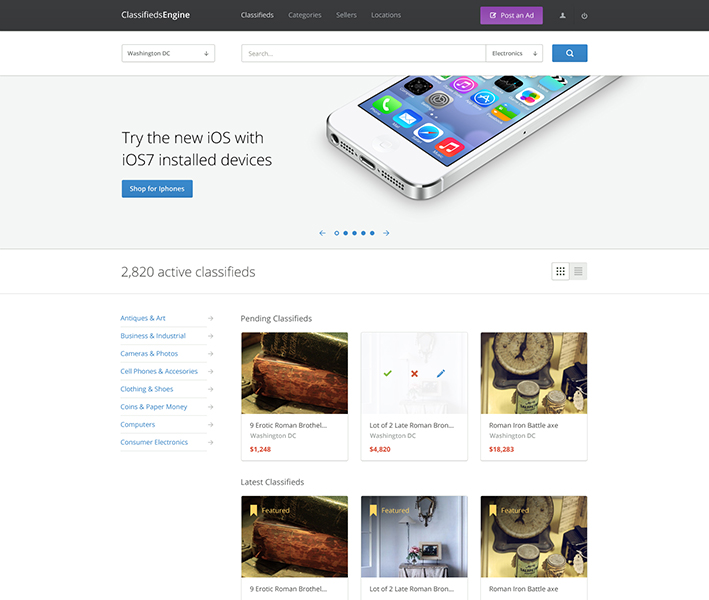 ClassifiedsEngine
Classifieds
Categories
Sellers
Locations
Post an Ad
Washington DC
Search...
Electronics
Try the new iOS with
iOS7 installed devices
Shop for Iphones
2,820 active classifieds
Antiques & Art
Business & Industrial
Cameras & Photos
Cell Phones & Accesories
Clothing & Shoes
Coins & Paper Money
Computers
Consumer Electronics
Pending Classifieds
9 Erotic Roman Brothel...
Washington DC
$1,248
Lot of 2 Late Roman Bron...
Washington DC
$4,820
Roman Iron Battle axe
Washington DC
$18,283
Latest Classifieds
Featured
9 Erotic Roman Brothel...
Featured
Lot of 2 Late Roman Bron...
Featured
Roman Iron Battle axe